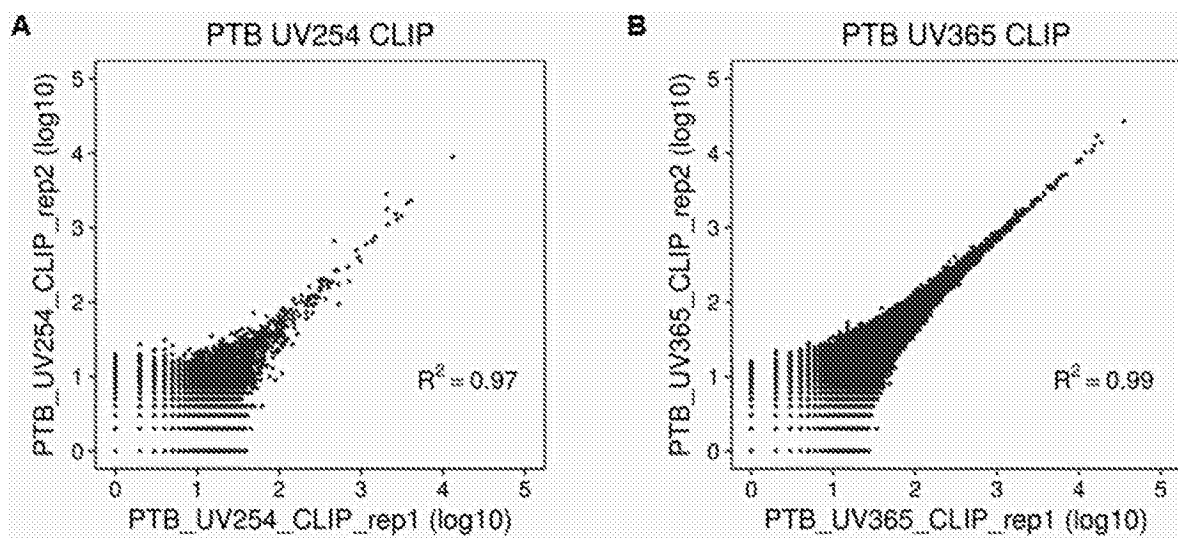 A
PTB UV254 CLIP
PTB_UV254_CLIP_rep2 (log10)
5
4
3
2
1
0
R² = 0.97
0 1 2 3 4 5
PTB_UV254_CLIP_rep1 (log10)
B
PTB UV365 CLIP
PTB_UV365_CLIP_rep2 (log10)
5
4
3
2
1
0
R² = 0.99
0 1 2 3 4 5
PTB_UV365_CLIP_rep1 (log10)